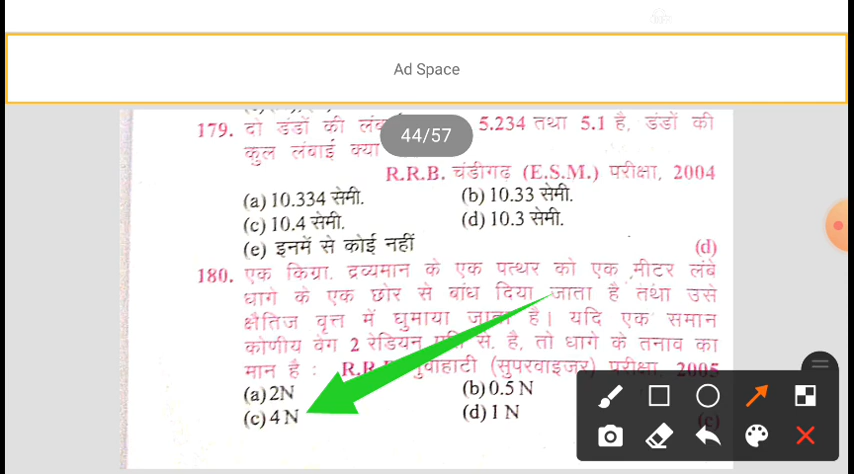 Ad Space
179. दो डंडों की 5.234 तथा 5.1 है, डंडों की
44/57
कुल लंबाई क्या
R.R.B. चंडीगढ (E.S.M.) परीक्षा, 2004
(a) 10.334 सेमी. (b) 10.33 सेमी.
(c) 10.4 सेमी. (d) 10.3 सेमी.
(e) इनमें से कोई नहीं (d)
180. एक किग्रा. द्रव्यमान के एक पत्थर को एक मीटर लंबे
धागे के एक छोर से बांध दिया जाता है तथा उसे
क्षैतिज वृत्त में घुमाया जाता है। यदि एक समान
कोणीय वेग 2 रेडियन से. है, तो धागे के तनाव का
मान है : (सुपरवाइजर) परीक्षा, 2005
(a) 2N (b) 0.5 N
(c) 4 N (d) 1 N (c)